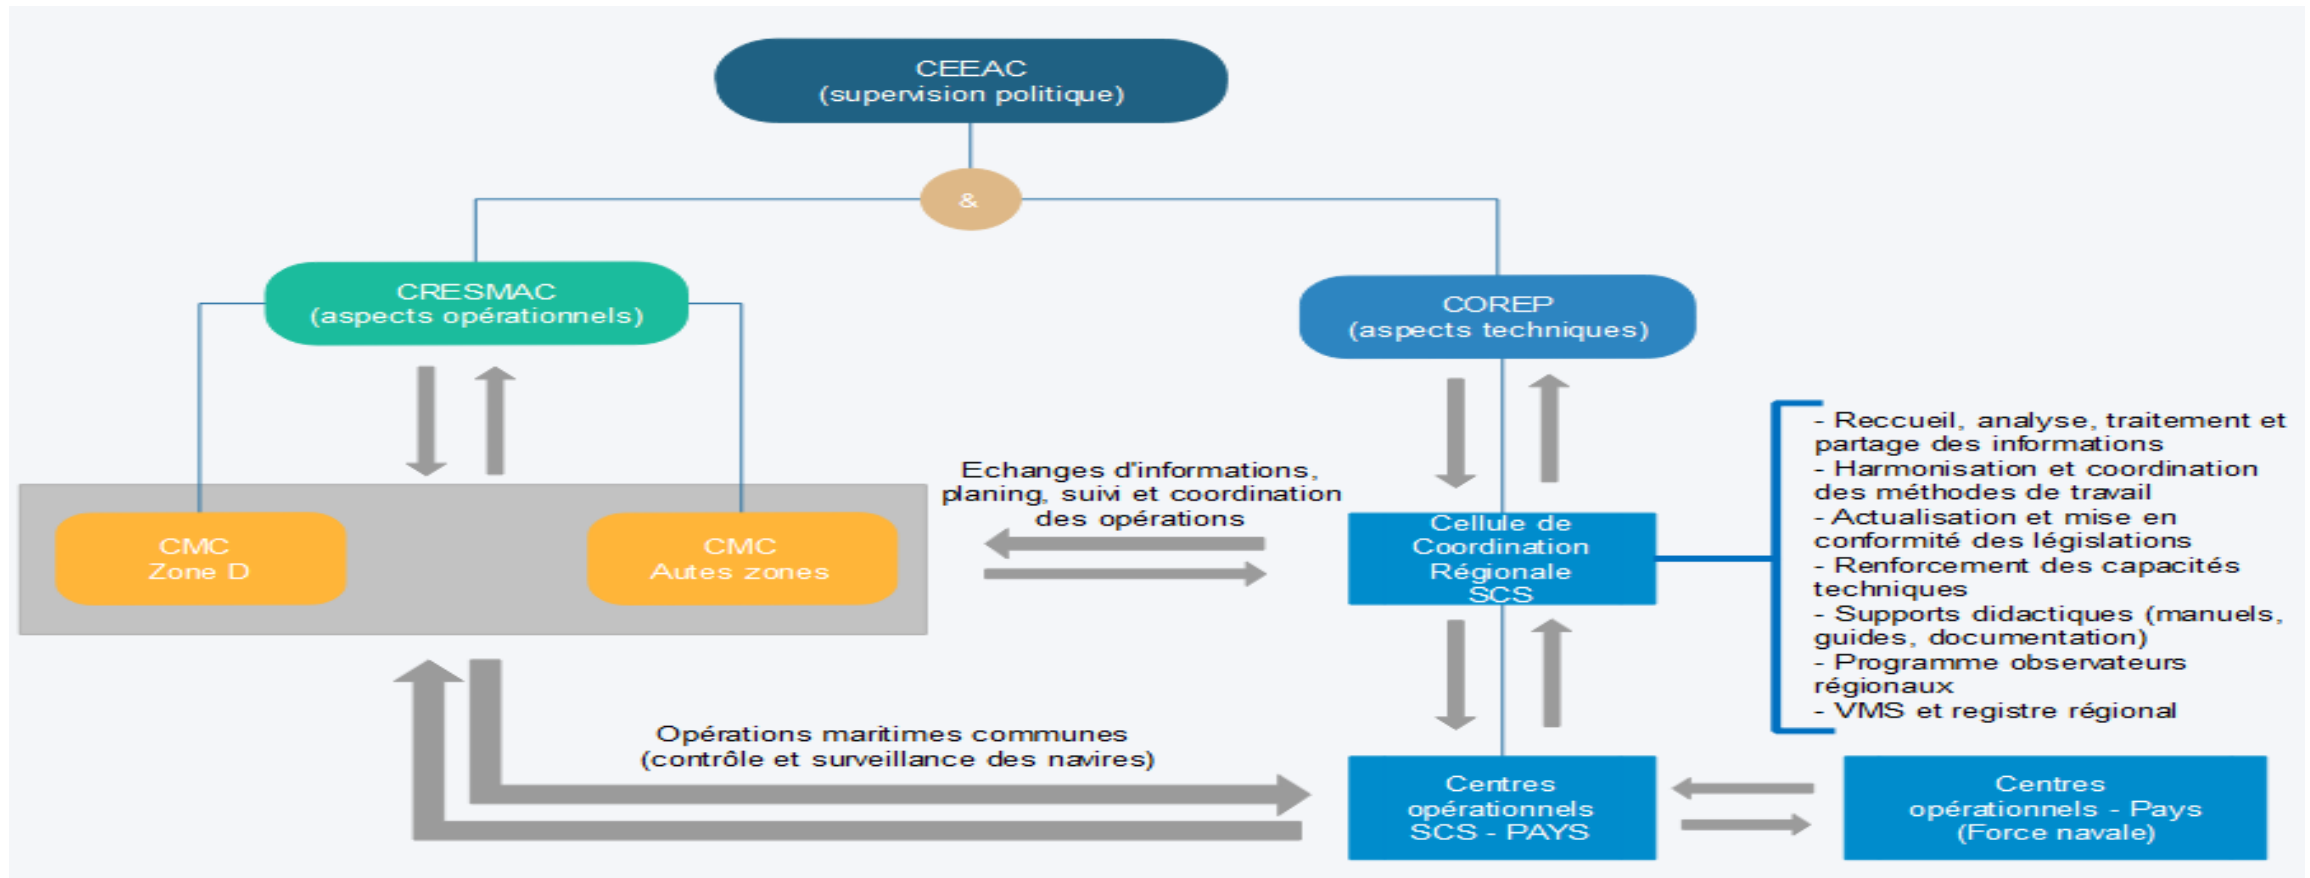 CEEAC
(supervision politique)
&
CRESMAC
(aspects opérationnels)
COREP
(aspects techniques)
- Reccueil, analyse, traitement et
partage des informations
- Harmonisation et coordination
des méthodes de travail
- Actualisation et mise en
conformité des législations
- Renforcement des capacités
techniques
- Supports didactiques (manuels,
guides, documentation)
- Programme observateurs
régionaux
- VMS et registre régional
Echanges d'informations,
planing, suivi et coordination
des opérations
CMC
Zone D
CMC
Autes zones
Cellule de
Coordination
Régionale
SCS
Opérations maritimes communes
(contrôle et surveillance des navires)
Centres
opérationnels
SCS - PAYS
Centres
opérationnels - Pays
(Force navale)